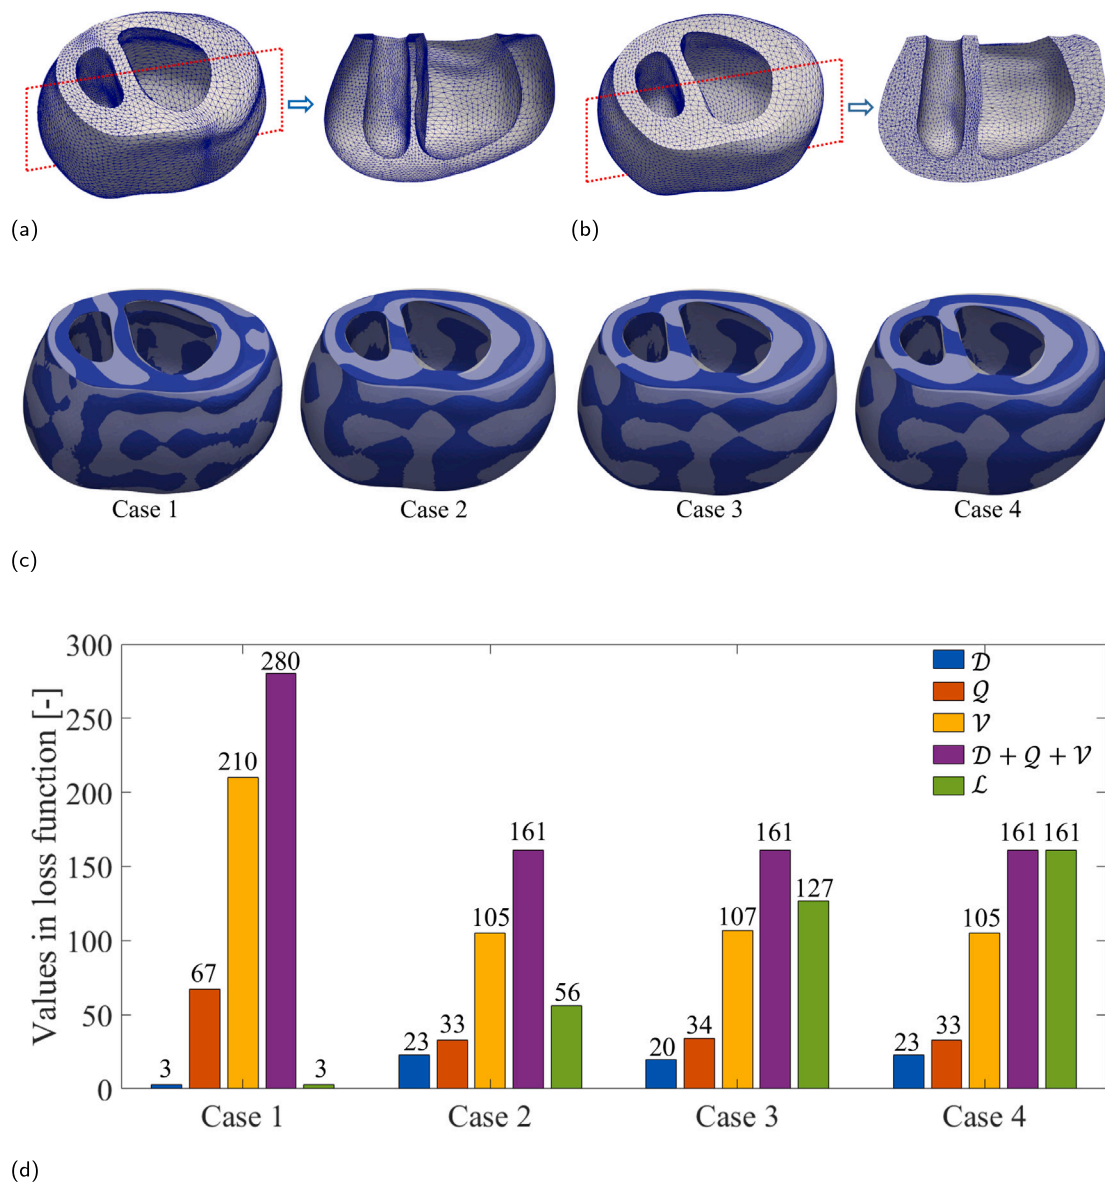 (a)
(b)
Case 1
Case 2
Case 3
Case 4
(c)
Values in loss function [-]
300
250
200
150
100
50
0
3
67
210
280
3
23
33
105
161
56
20
34
107
161
127
23
33
105
161
161
𝒟
𝒬
𝒱
𝒟 + 𝒬 + 𝒱
ℒ
Case 1
Case 2
Case 3
Case 4
(d)